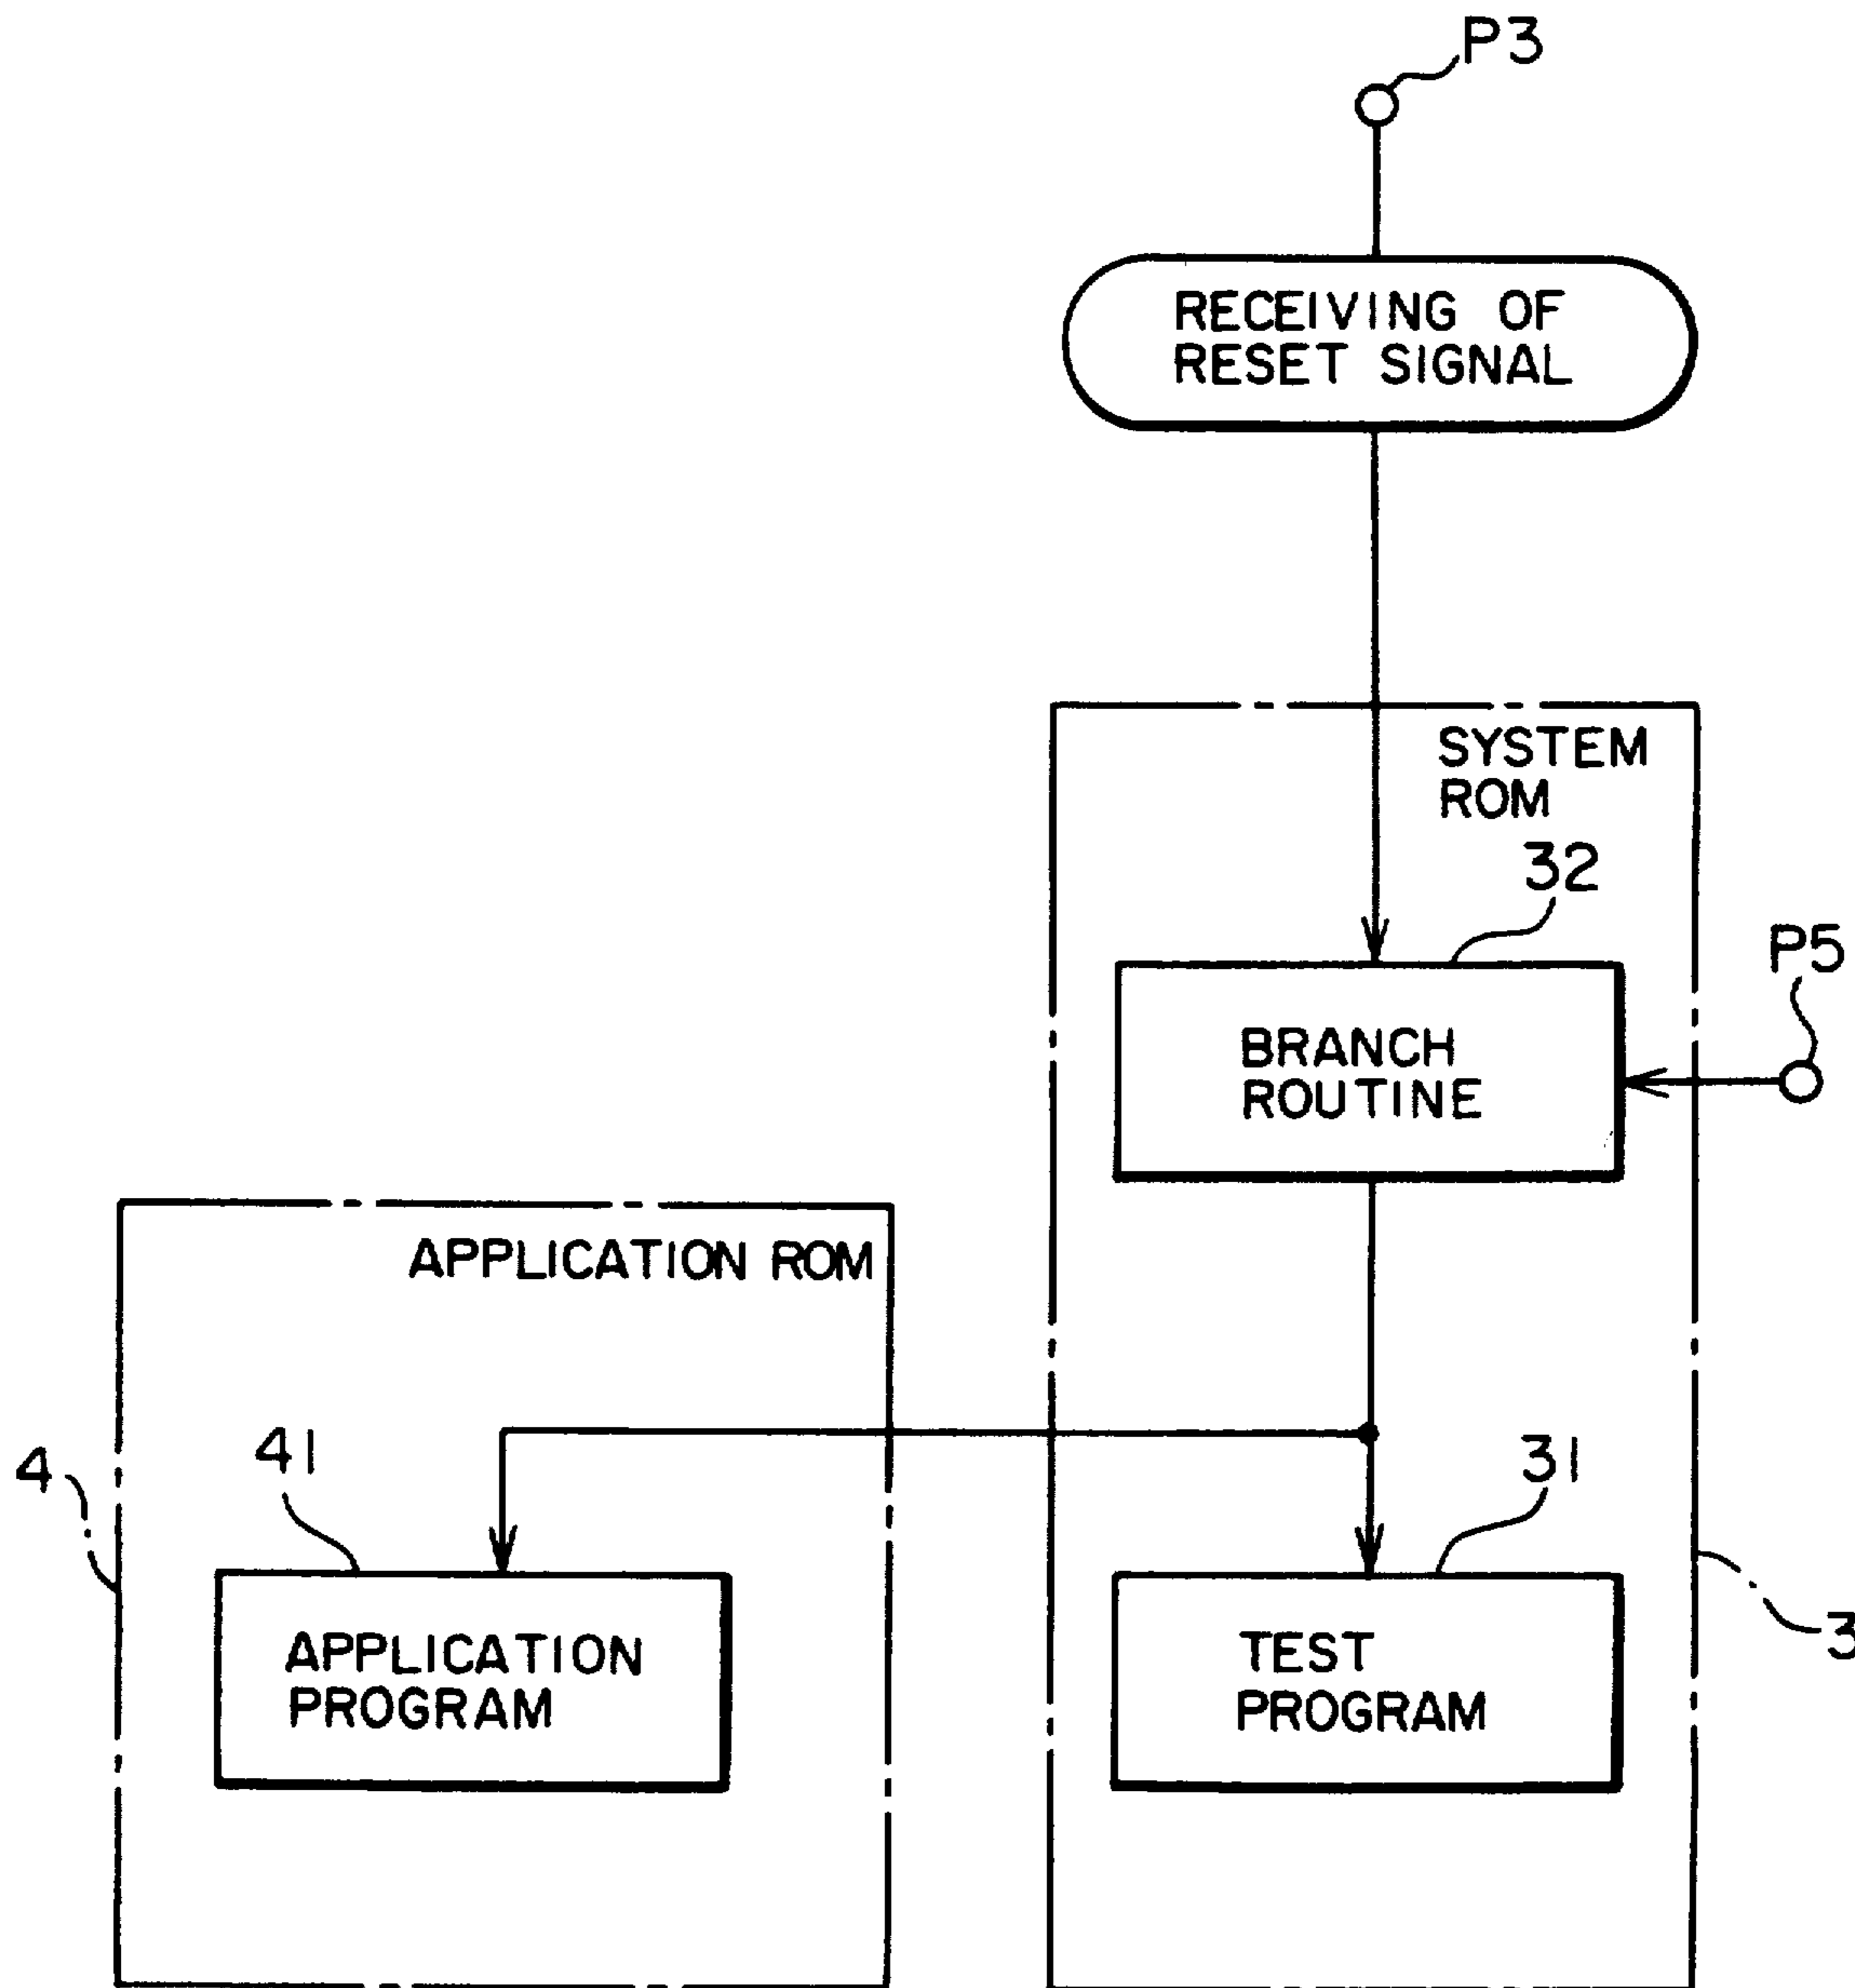 P3
RECEIVING OF
RESET SIGNAL
SYSTEM
ROM
32
P5
BRANCH
ROUTINE
APPLICATION ROM
4
41
31
APPLICATION
PROGRAM
TEST
PROGRAM
3